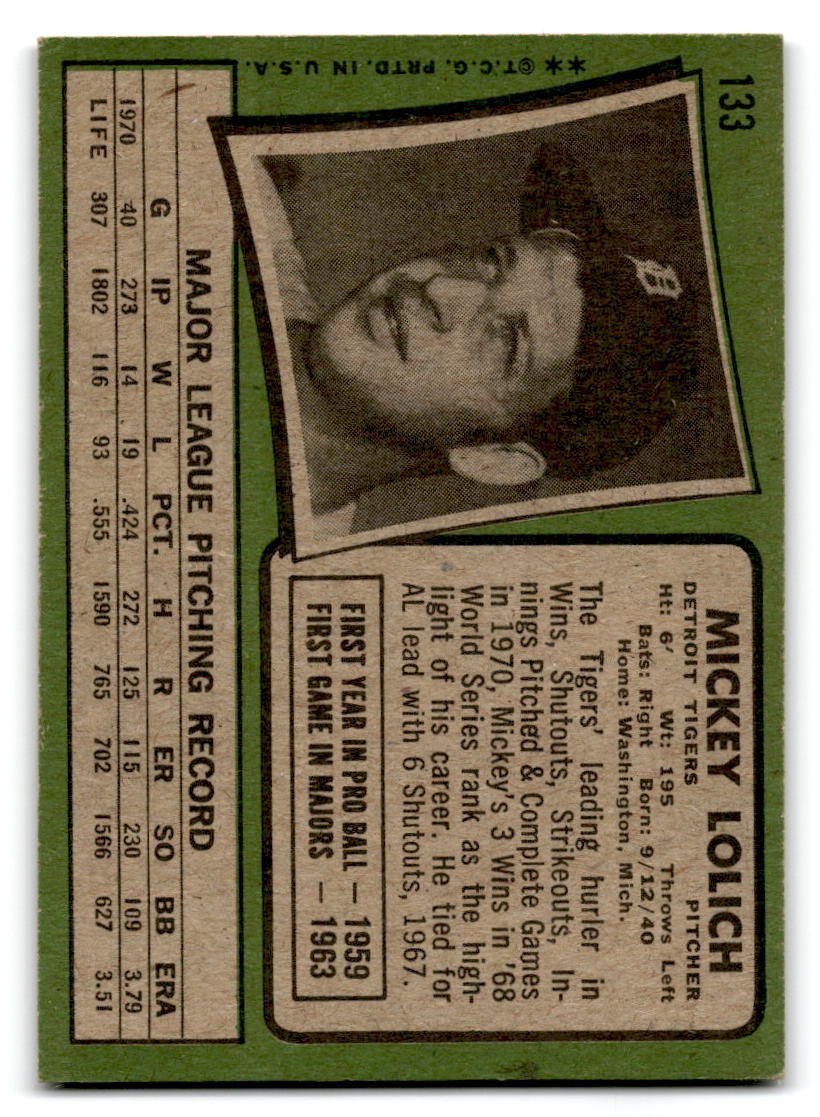 133
**©T.C.G. PRTD. IN U.S.A.
D
MICKEY LOLICH
DETROIT TIGERS PITCHER
Ht: 6' Wt: 195 Throws Left
Bats: Right Born: 9/12/40
Home: Washington, Mich.
The Tigers' leading hurler in
Wins, Shutouts, Strikeouts, In-
nings Pitched & Complete Games
in 1970, Mickey's 3 Wins in '68
World Series rank as the high-
light of his career. He tied for
AL lead with 6 Shutouts, 1967.
FIRST YEAR IN PRO BALL — 1959
FIRST GAME IN MAJORS — 1963
MAJOR LEAGUE PITCHING RECORD
G IP W L PCT. H R ER SO BB ERA
1970 40 273 14 19 .424 272 125 115 230 109 3.79
LIFE 307 1802 116 93 .555 1590 765 702 1566 627 3.51